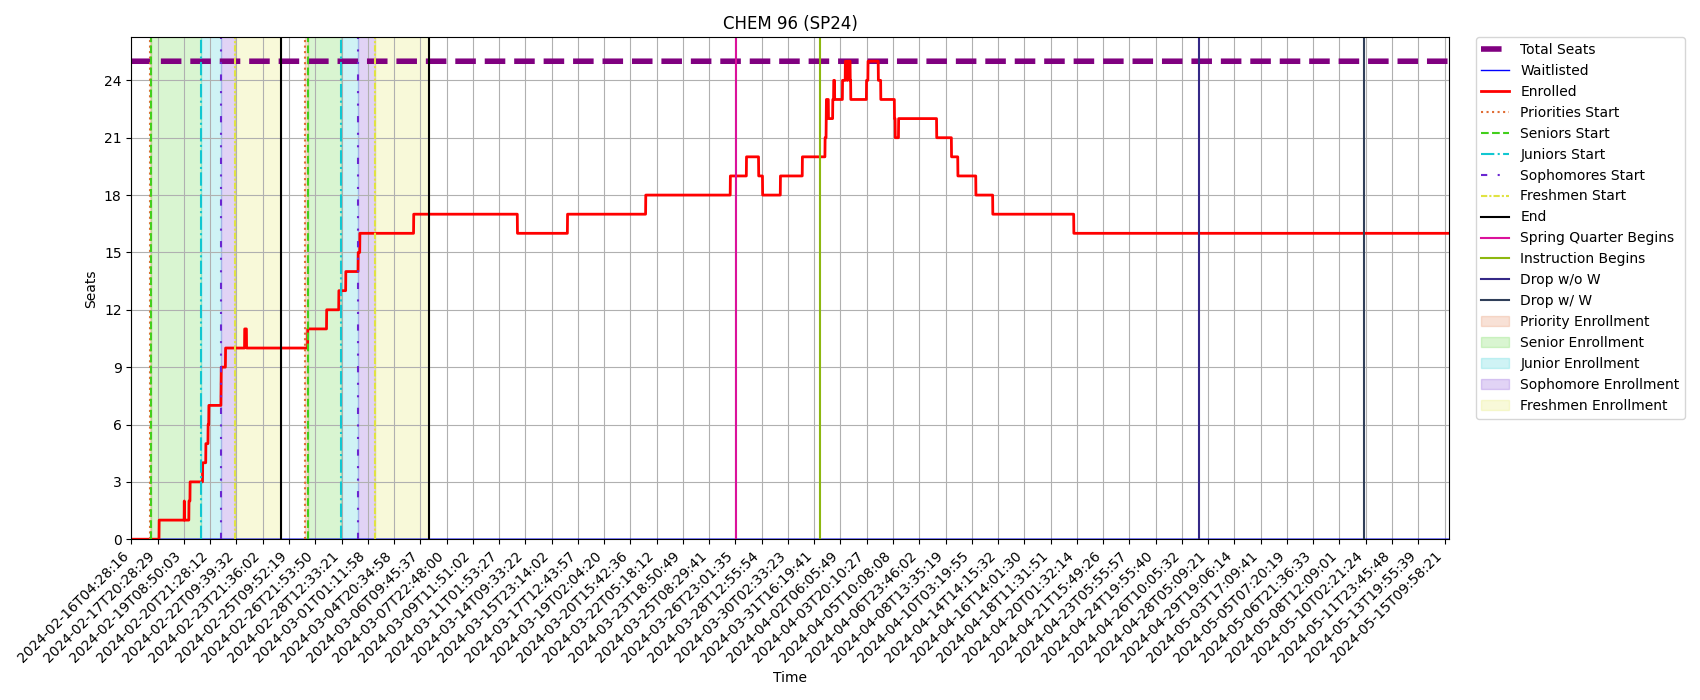 CHEM 96 (SP24)
Seats
24
21
18
15
12
9
6
3
0
2024-02-16T04:28:16
2024-02-17T20:28:29
2024-02-19T08:50:03
2024-02-20T21:28:12
2024-02-22T09:39:32
2024-02-23T21:36:02
2024-02-25T09:52:19
2024-02-26T21:53:50
2024-02-28T12:33:21
2024-03-01T01:11:58
2024-03-04T20:34:58
2024-03-06T09:45:37
2024-03-07T22:48:00
2024-03-11T01:53:27
2024-03-14T09:33:22
2024-03-15T23:14:02
2024-03-17T12:43:57
2024-03-19T02:04:20
2024-03-20T15:42:36
2024-03-22T05:18:12
2024-03-23T18:50:49
2024-03-25T08:29:41
2024-03-26T23:01:35
2024-03-28T12:55:54
2024-03-30T02:33:23
2024-03-31T16:19:41
2024-04-02T06:05:49
2024-04-03T20:10:27
2024-04-05T10:08:08
2024-04-06T23:46:02
2024-04-08T13:35:19
2024-04-10T03:19:55
2024-04-14T14:15:32
2024-04-16T14:01:30
2024-04-18T11:31:51
2024-04-20T01:32:14
2024-04-21T15:49:26
2024-04-23T05:55:57
2024-04-24T19:55:40
2024-04-26T10:05:32
2024-04-28T05:09:21
2024-04-29T19:06:14
2024-05-03T17:09:41
2024-05-05T07:20:19
2024-05-06T21:36:33
2024-05-08T12:09:01
2024-05-10T02:21:24
2024-05-11T23:45:48
2024-05-13T19:55:39
2024-05-15T09:58:21
Time
Total Seats
Waitlisted
Enrolled
Priorities Start
Seniors Start
Juniors Start
Sophomores Start
Freshmen Start
End
Spring Quarter Begins
Instruction Begins
Drop w/o W
Drop w/ W
Priority Enrollment
Senior Enrollment
Junior Enrollment
Sophomore Enrollment
Freshmen Enrollment